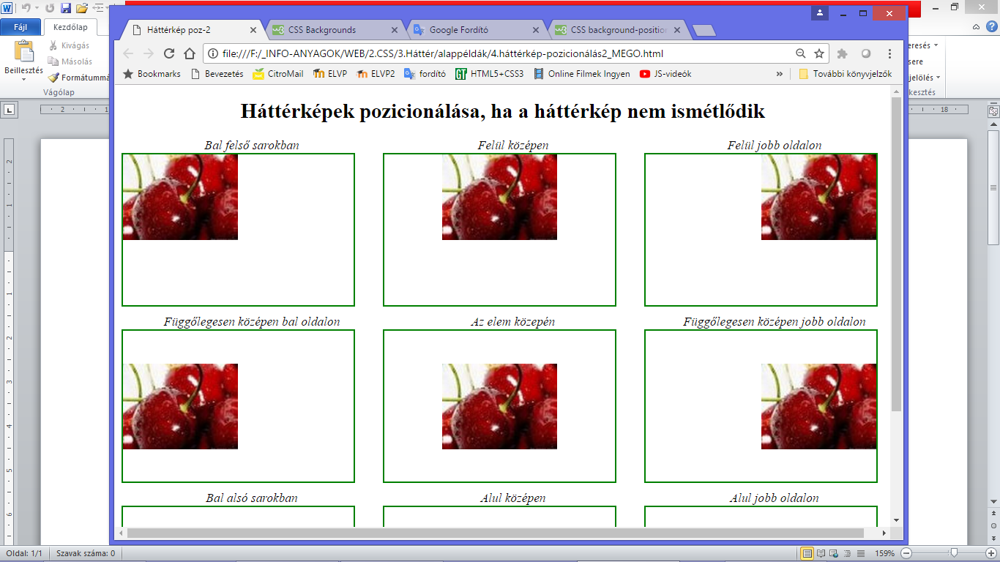 Háttérkép poz-2
CSS Backgrounds
Google Fordító
CSS background-position
file:///F:/_INFO-ANYAGOK/WEB/2.CSS/3.Háttér/alappéldák/4.háttérkép-pozicionálás2_MEGO.html
Bookmarks Bevezetés CitroMail ELVP ELVP2 fordító HTML5+CSS3 Online Filmek Ingyen JS-videók » További könyvjelzők
Fájl Kezdőlap
Beillesztés
Kivágás
Másolás
Formátummá
Vágólap
Háttérképek pozicionálása, ha a háttérkép nem ismétlődik
Bal felső sarokban Felül középen Felül jobb oldalon
Függőlegesen középen bal oldalon Az elem közepén Függőlegesen középen jobb oldalon
Bal alsó sarokban Alul középen Alul jobb oldalon
Oldal: 1/1 Szavak száma: 0 159%